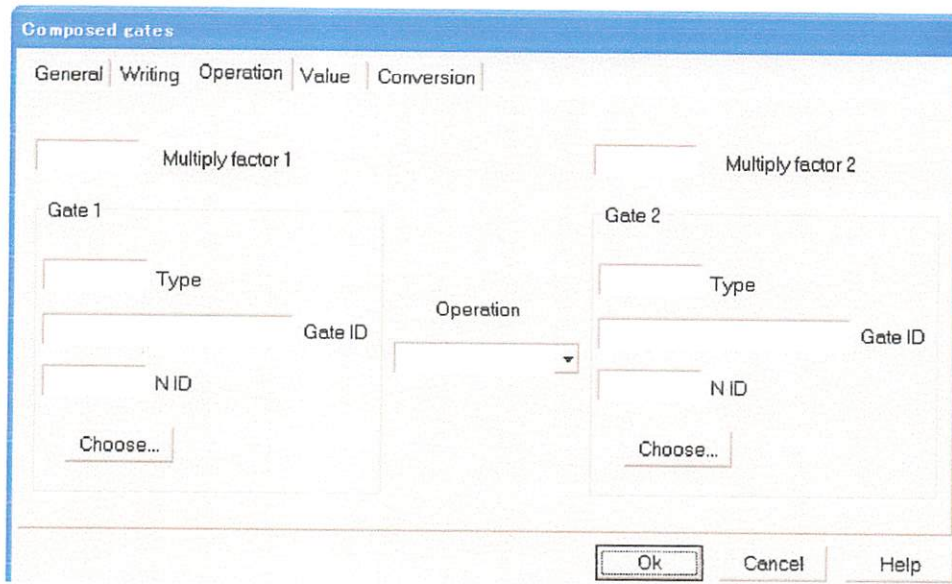 Composed gates
General Writing Operation Value Conversion
Multiply factor 1
Multiply factor 2
Gate 1
Gate 2
Type
Type
Operation
Gate ID
Gate ID
N ID
N ID
Choose...
Choose...
Ok Cancel Help